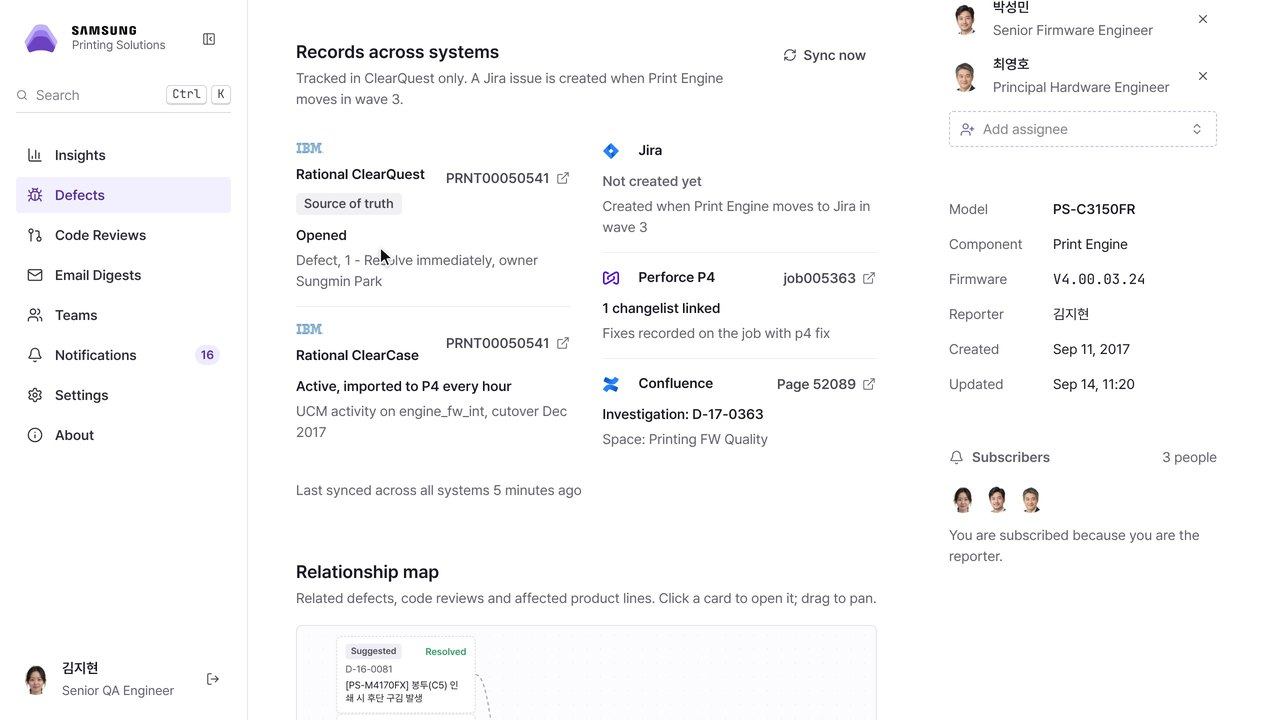 SAMSUNG
Printing Solutions
Search
Ctrl
K
Insights
Defects
Code Reviews
Email Digests
Teams
Notifications
16
Settings
About
김지현
Senior QA Engineer
Records across systems
Tracked in ClearQuest only. A Jira issue is created when Print Engine
moves in wave 3.
Sync now
IBM
Rational ClearQuest
PRNT00050541
Source of truth
Opened
Defect, 1 - Resolve immediately, owner
Sungmin Park
IBM
Rational ClearCase
PRNT00050541
Active, imported to P4 every hour
UCM activity on engine_fw_int, cutover Dec
2017
Jira
Not created yet
Created when Print Engine moves to Jira in
wave 3
Perforce P4
job005363
1 changelist linked
Fixes recorded on the job with p4 fix
Confluence
Page 52089
Investigation: D-17-0363
Space: Printing FW Quality
Last synced across all systems 5 minutes ago
Relationship map
Related defects, code reviews and affected product lines. Click a card to open it; drag to pan.
Suggested
Resolved
D-16-0081
[PS-M4170FX] 봉투(C5) 인
쇄 시 후단 구김 발생
박성민
Senior Firmware Engineer
최영호
Principal Hardware Engineer
Add assignee
Model
PS-C3150FR
Component
Print Engine
Firmware
V4.00.03.24
Reporter
김지현
Created
Sep 11, 2017
Updated
Sep 14, 11:20
Subscribers
3 people
You are subscribed because you are the
reporter.